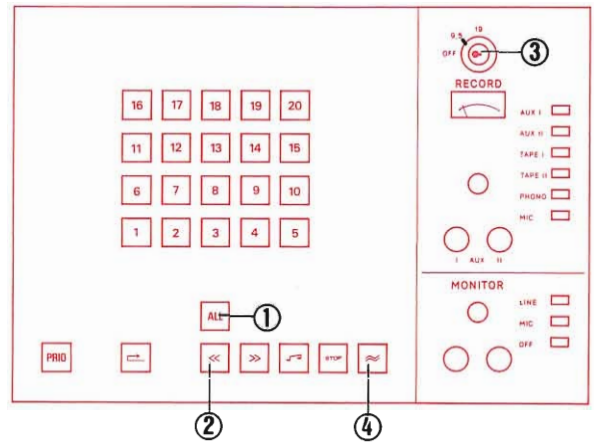 19
9,5
OFF
③
RECORD
16 17 18 19 20
AUX I
11 12 13 14 15
AUX II
TAPE I
TAPE II
6 7 8 9 10
PHONO
MIC
1 2 3 4 5
I AUX II
MONITOR
LINE
ALL ①
MIC
OFF
PRIO << >> STOP
② ④